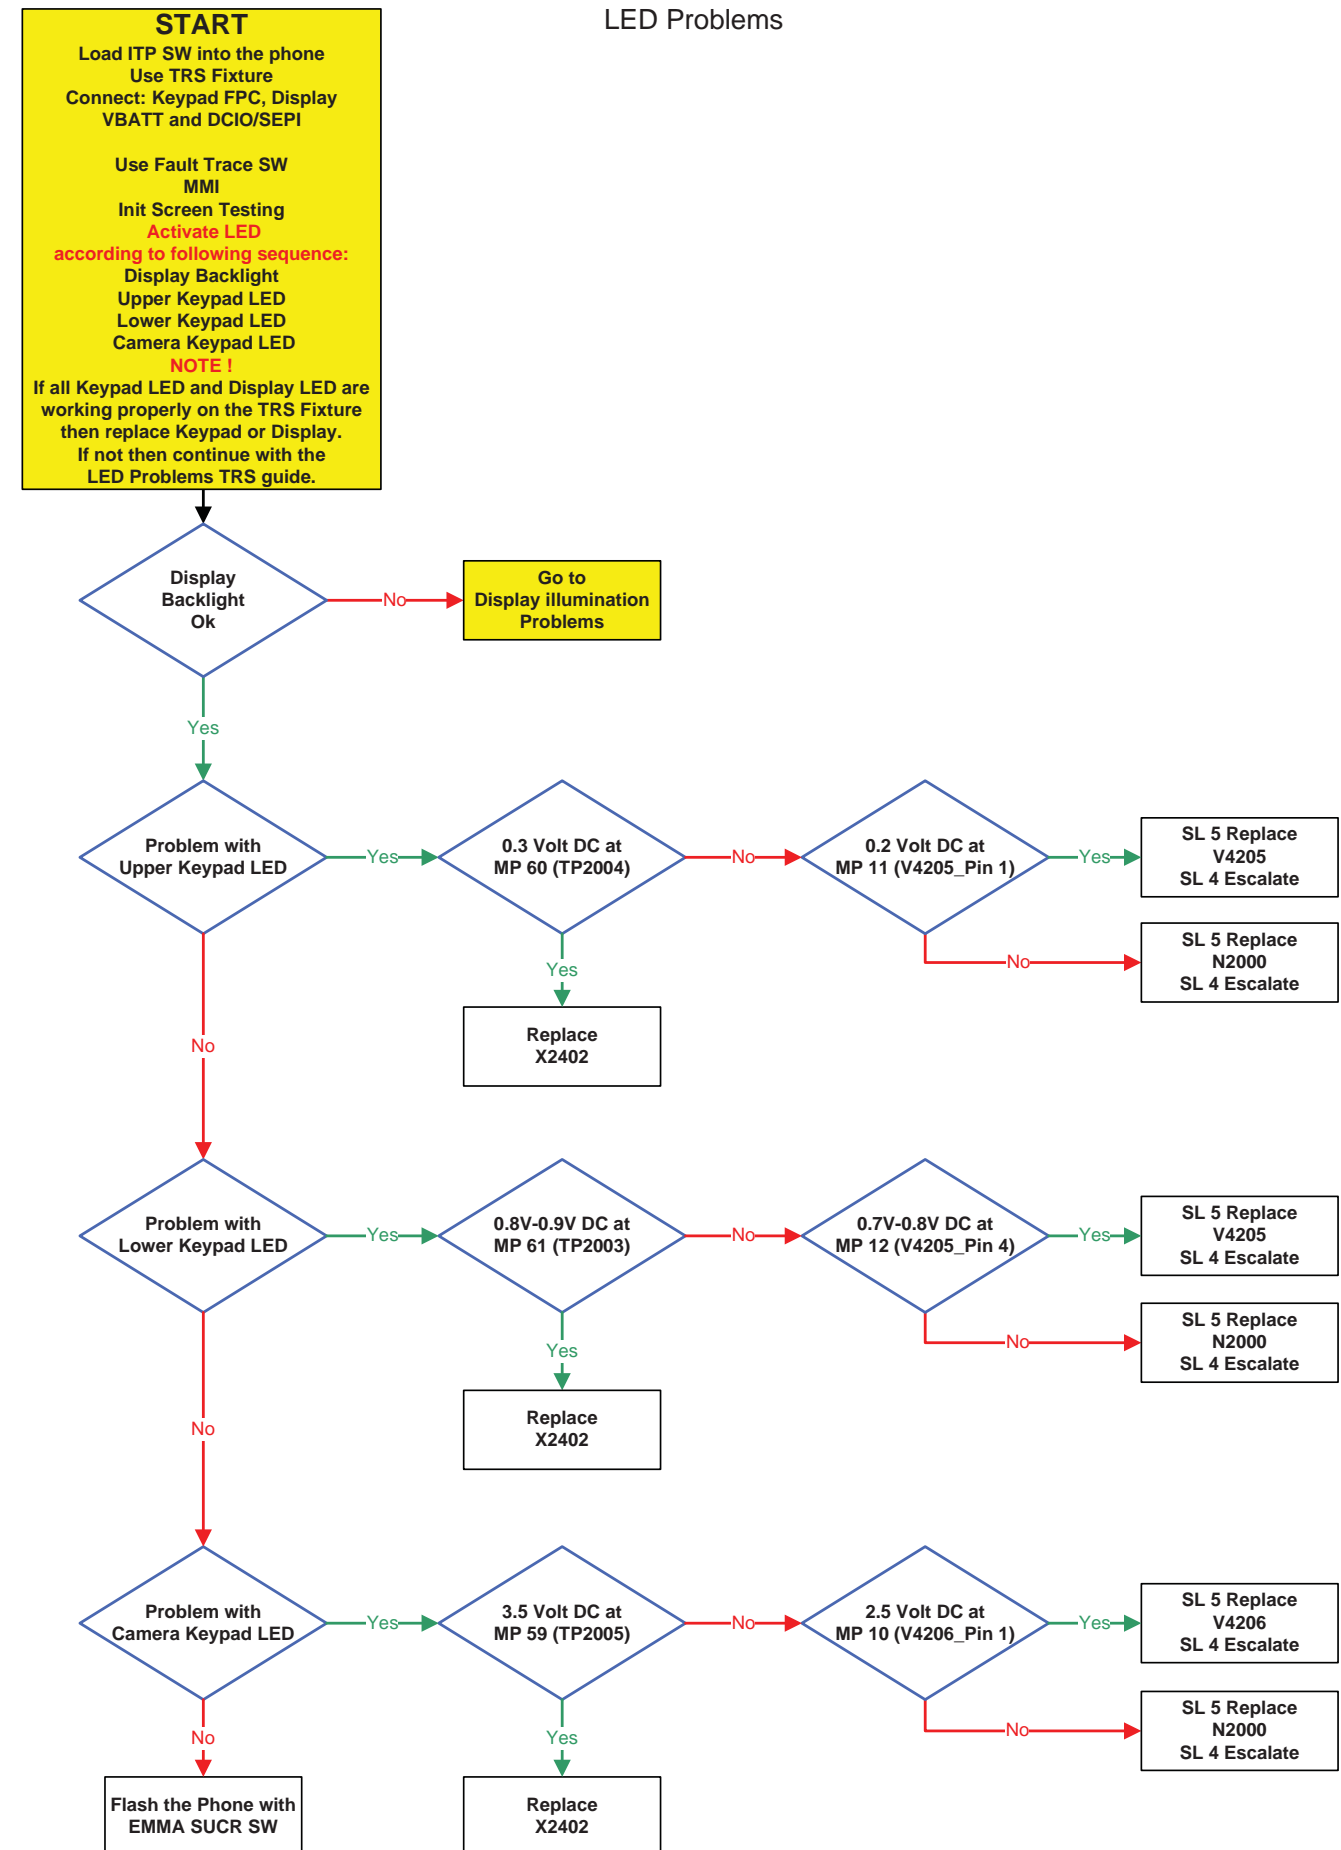 LED Problems
START
Load ITP SW into the phone
Use TRS Fixture
Connect: Keypad FPC, Display
VBATT and DCIO/SEPI
Use Fault Trace SW
MMI
Init Screen Testing
Activate LED
according to following sequence:
Display Backlight
Upper Keypad LED
Lower Keypad LED
Camera Keypad LED
NOTE !
If all Keypad LED and Display LED are
working properly on the TRS Fixture
then replace Keypad or Display.
If not then continue with the
LED Problems TRS guide.
Display
Backlight
Ok
No
Go to
Display illumination
Problems
Yes
Problem with
Upper Keypad LED
Yes
0.3 Volt DC at
MP 60 (TP2004)
No
0.2 Volt DC at
MP 11 (V4205_Pin 1)
Yes
SL 5 Replace
V4205
SL 4 Escalate
No
SL 5 Replace
N2000
SL 4 Escalate
Yes
Replace
X2402
No
Problem with
Lower Keypad LED
Yes
0.8V-0.9V DC at
MP 61 (TP2003)
No
0.7V-0.8V DC at
MP 12 (V4205_Pin 4)
Yes
SL 5 Replace
V4205
SL 4 Escalate
No
SL 5 Replace
N2000
SL 4 Escalate
Yes
Replace
X2402
No
Problem with
Camera Keypad LED
Yes
3.5 Volt DC at
MP 59 (TP2005)
No
2.5 Volt DC at
MP 10 (V4206_Pin 1)
Yes
SL 5 Replace
V4206
SL 4 Escalate
No
SL 5 Replace
N2000
SL 4 Escalate
Yes
Replace
X2402
No
Flash the Phone with
EMMA SUCR SW